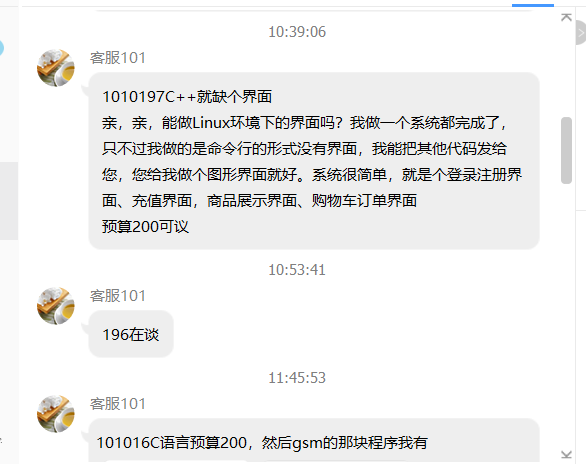 10:39:06
客服101
1010197C++就缺个界面
亲，亲，能做Linux环境下的界面吗？我做一个系统都完成了，
只不过我做的是命令行的形式没有界面，我能把其他代码发给
您，您给我做个图形界面就好。系统很简单，就是个登录注册界
面、充值界面，商品展示界面、购物车订单界面
预算200可议
10:53:41
客服101
196在谈
11:45:53
客服101
101016C语言预算200，然后gsm的那块程序我有